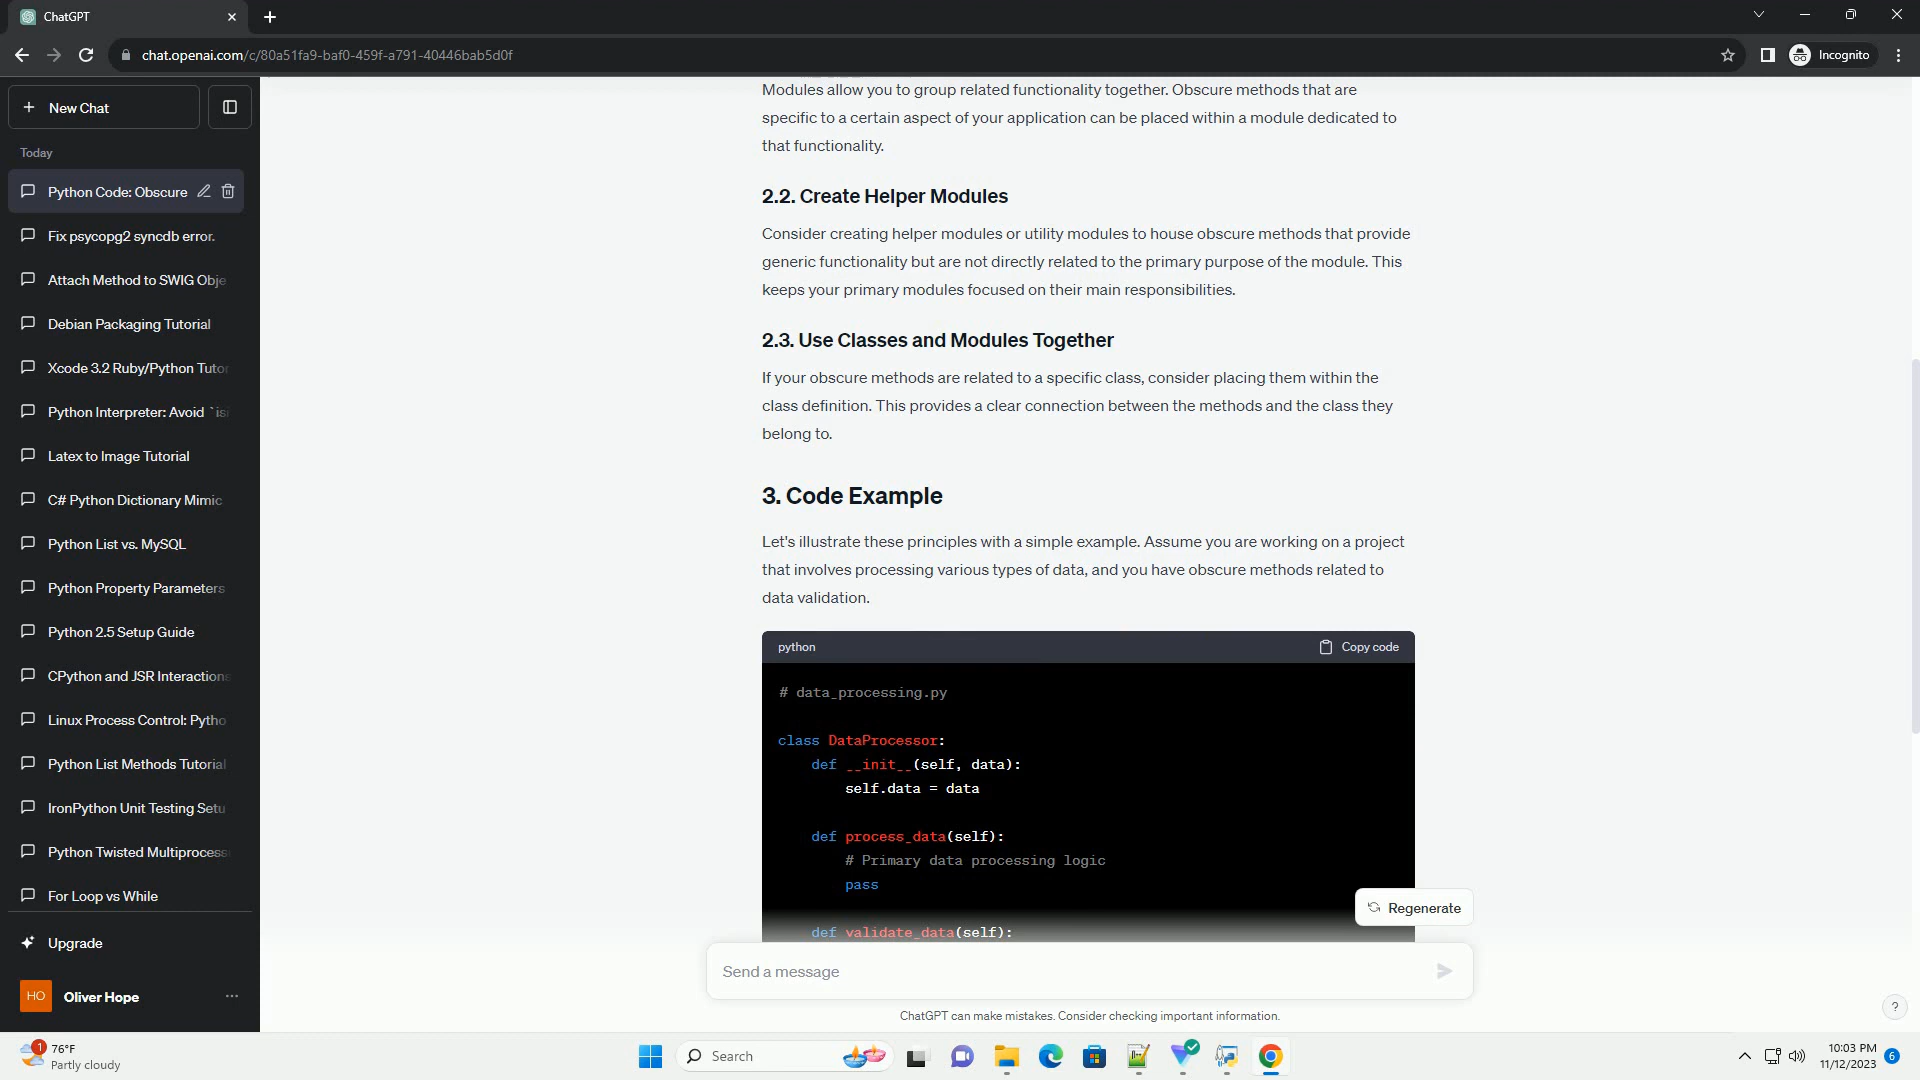 ChatGPT
chat.openai.com/c/80a51fa9-baf0-459f-a791-40446bab5d0f
Incognito
New Chat
Today
Python Code: Obscure
Fix psycopg2 syncdb error.
Attach Method to SWIG Obje
Debian Packaging Tutorial
Xcode 3.2 Ruby/Python Tutor
Python Interpreter: Avoid `isi
Latex to Image Tutorial
C# Python Dictionary Mimic
Python List vs. MySQL
Python Property Parameters
Python 2.5 Setup Guide
CPython and JSR Interactions
Linux Process Control: Pytho
Python List Methods Tutorial
IronPython Unit Testing Setu
Python Twisted Multiprocess
For Loop vs While
Upgrade
HO
Oliver Hope
Modules allow you to group related functionality together. Obscure methods that are
specific to a certain aspect of your application can be placed within a module dedicated to
that functionality.
2.2. Create Helper Modules
Consider creating helper modules or utility modules to house obscure methods that provide
generic functionality but are not directly related to the primary purpose of the module. This
keeps your primary modules focused on their main responsibilities.
2.3. Use Classes and Modules Together
If your obscure methods are related to a specific class, consider placing them within the
class definition. This provides a clear connection between the methods and the class they
belong to.
3. Code Example
Let's illustrate these principles with a simple example. Assume you are working on a project
that involves processing various types of data, and you have obscure methods related to
data validation.
python
Copy code
# data_processing.py
class DataProcessor:
def __init__(self, data):
self.data = data
def process_data(self):
# Primary data processing logic
pass
def validate_data(self):
Regenerate
Send a message
ChatGPT can make mistakes. Consider checking important information.
?
1
76°F
Partly cloudy
Search
10:03 PM
11/12/2023
6